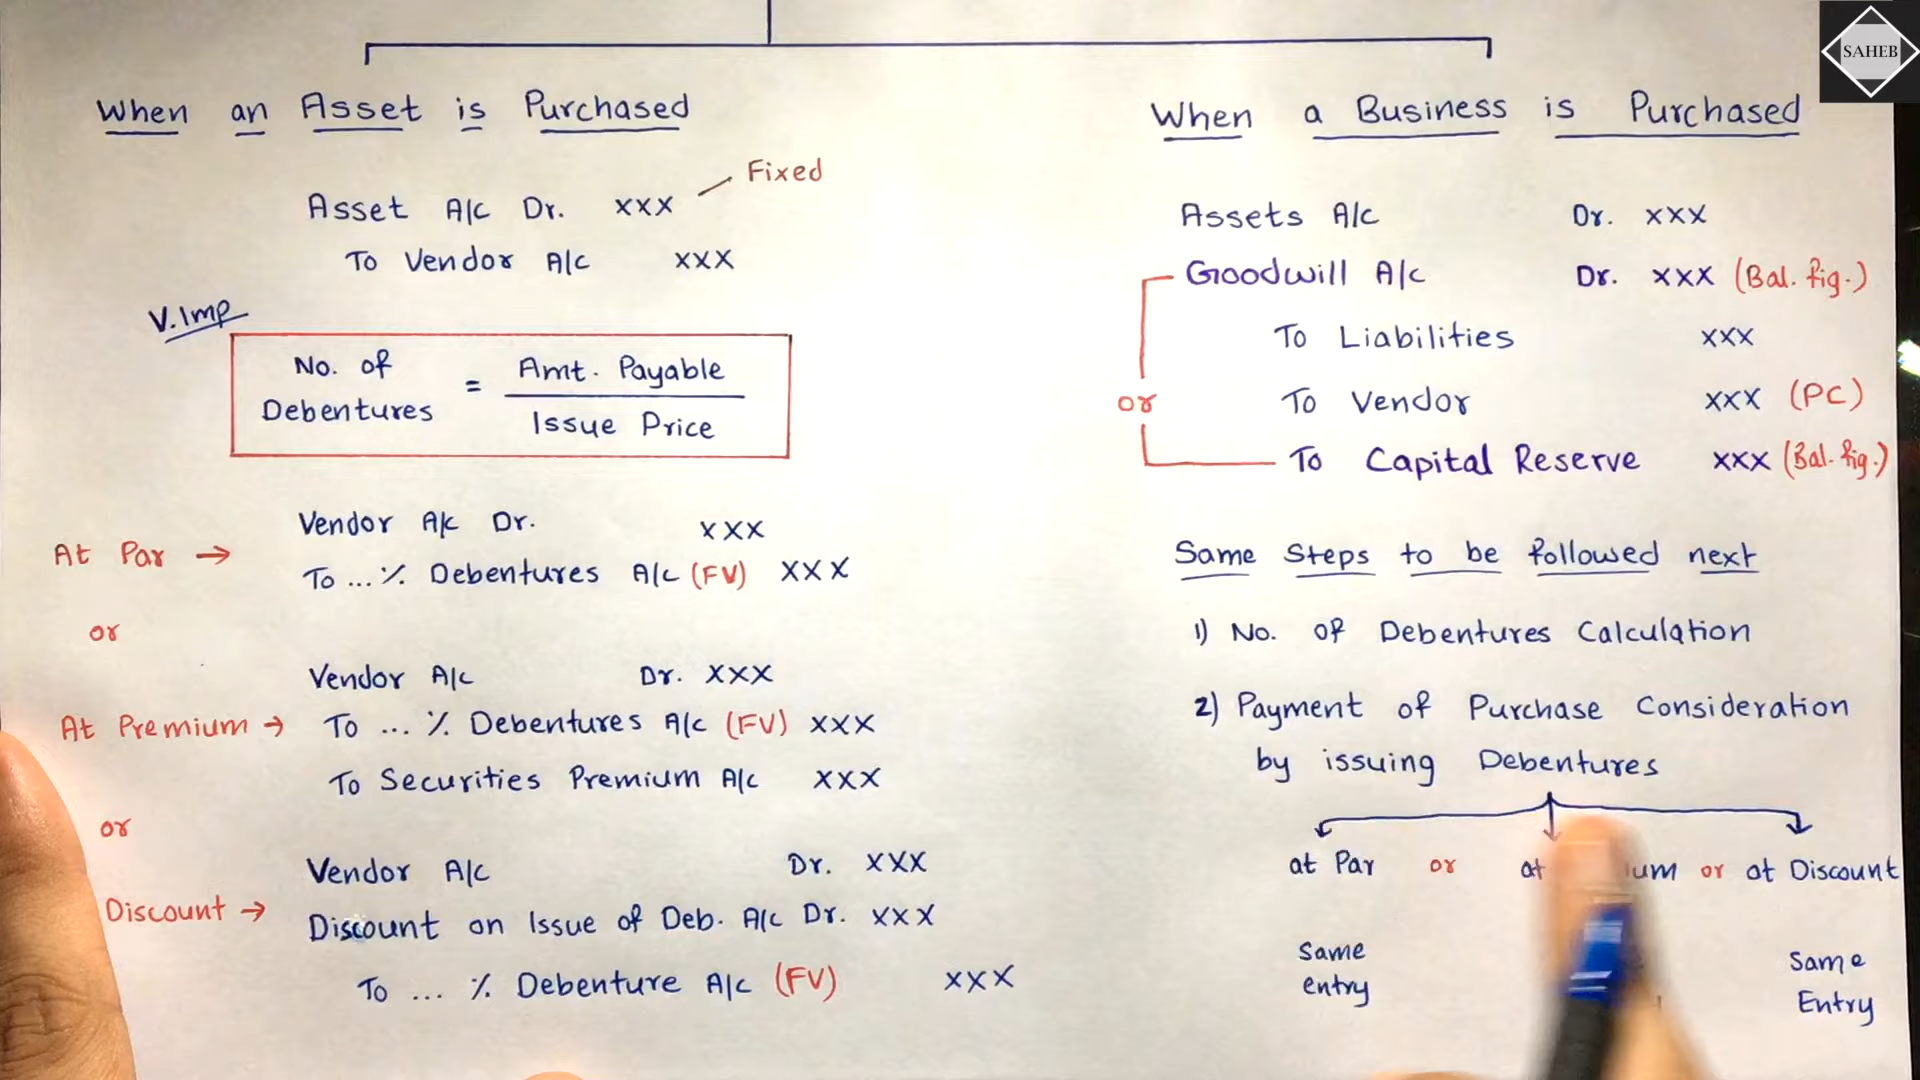 SAHEB
When an Asset is Purchased
Fixed
Asset A/c Dr. xxx
To Vendor A/c xxx
V.Imp
No. of Debentures = Amt. Payable / Issue Price
At Par →
Vendor A/c Dr. xxx
To ... % Debentures A/c (FV) xxx
or
At Premium →
Vendor A/c Dr. xxx
To ... % Debentures A/c (FV) xxx
To Securities Premium A/c xxx
or
Discount →
Vendor A/c Dr. xxx
Discount on Issue of Deb. A/c Dr. xxx
To ... % Debenture A/c (FV) xxx
When a Business is Purchased
Assets A/c Dr. xxx
Goodwill A/c Dr. xxx (Bal. fig.)
To Liabilities xxx
or
To Vendor xxx (PC)
To Capital Reserve xxx (Bal. fig.)
Same Steps to be followed next
1) No. of Debentures Calculation
2) Payment of Purchase Consideration
by issuing Debentures
at Par or at or at Discount
Same entry
Same Entry